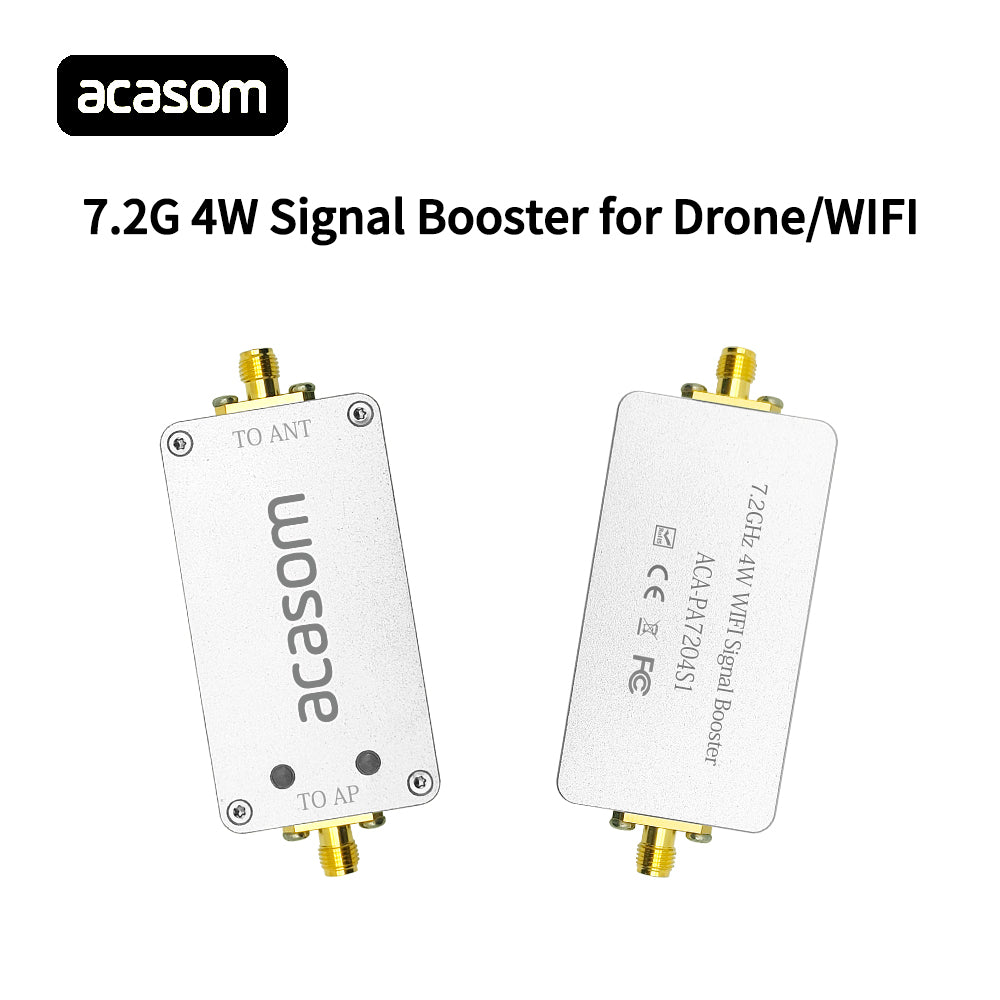 acasom
7.2G 4W Signal Booster for Drone/WIFI
TO ANT
acasom
TO AP
7.2GHz 4W WIFI Signal Booster
ACA-PA7204S1
RoHS
CE
FC